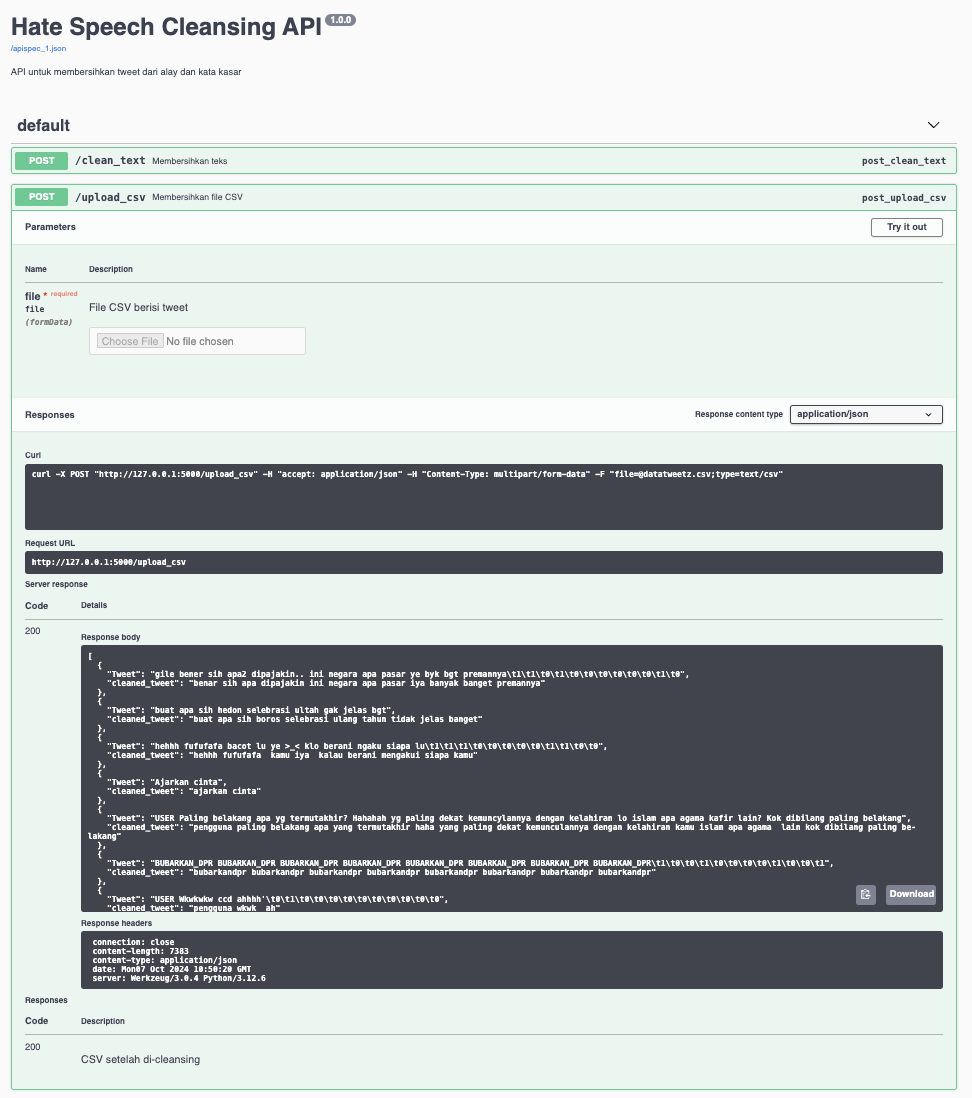 Hate Speech Cleansing API 1.0.0
/apispec_1.json
API untuk membersihkan tweet dari alay dan kata kasar
default
POST /clean_text Membersihkan teks post_clean_text
POST /upload_csv Membersihkan file CSV post_upload_csv
Parameters Try it out
Name Description
file * required
file
(formData)
File CSV berisi tweet
Choose File No file chosen
Responses Response content type application/json
Curl
curl -X POST "http://127.0.0.1:5000/upload_csv" -H "accept: application/json" -H "Content-Type: multipart/form-data" -F "file=@datatweetz.csv;type=text/csv"
Request URL
http://127.0.0.1:5000/upload_csv
Server response
Code Details
200
Response body
[
{
"Tweet": "gile bener sih apa2 dipajakin.. ini negara apa pasar ye byk bgt premannya\t1\t1\t0\t1\t0\t0\t0\t0\t0\t0\t1\t0",
"cleaned_tweet": "benar sih apa dipajakin ini negara apa pasar iya banyak banget premannya"
},
{
"Tweet": "buat apa sih hedon selebrasi ultah gak jelas bgt",
"cleaned_tweet": "buat apa sih boros selebrasi ulang tahun tidak jelas banget"
},
{
"Tweet": "hehhh fufufafa bacot lu ye >_< klo berani ngaku siapa lu\t1\t1\t1\t0\t0\t0\t0\t0\t1\t1\t0\t0",
"cleaned_tweet": "hehhh fufufafa  kamu iya  kalau berani mengakui siapa kamu"
},
{
"Tweet": "Ajarkan cinta",
"cleaned_tweet": "ajarkan cinta"
},
{
"Tweet": "USER Paling belakang apa yg termutakhir? Hahahah yg paling dekat kemuncylannya dengan kelahiran lo islam apa agama kafir lain? Kok dibilang paling belakang",
"cleaned_tweet": "pengguna paling belakang apa yang termutakhir haha yang paling dekat kemunculannya dengan kelahiran kamu islam apa agama  lain kok dibilang paling be-
lakang"
},
{
"Tweet": "BUBARKAN_DPR BUBARKAN_DPR BUBARKAN_DPR BUBARKAN_DPR BUBARKAN_DPR BUBARKAN_DPR BUBARKAN_DPR BUBARKAN_DPR\t1\t0\t0\t1\t0\t0\t0\t0\t1\t0\t0\t1",
"cleaned_tweet": "bubarkandpr bubarkandpr bubarkandpr bubarkandpr bubarkandpr bubarkandpr bubarkandpr bubarkandpr"
},
{
"Tweet": "USER Wkwkwkw ccd ahhhh'\t0\t1\t0\t0\t0\t0\t0\t0\t0\t0\t0\t0",
"cleaned_tweet": "pengguna wkwk  ah"
Download
Response headers
connection: close
content-length: 7383
content-type: application/json
date: Mon07 Oct 2024 10:50:20 GMT
server: Werkzeug/3.0.4 Python/3.12.6
Responses
Code Description
200
CSV setelah di-cleansing